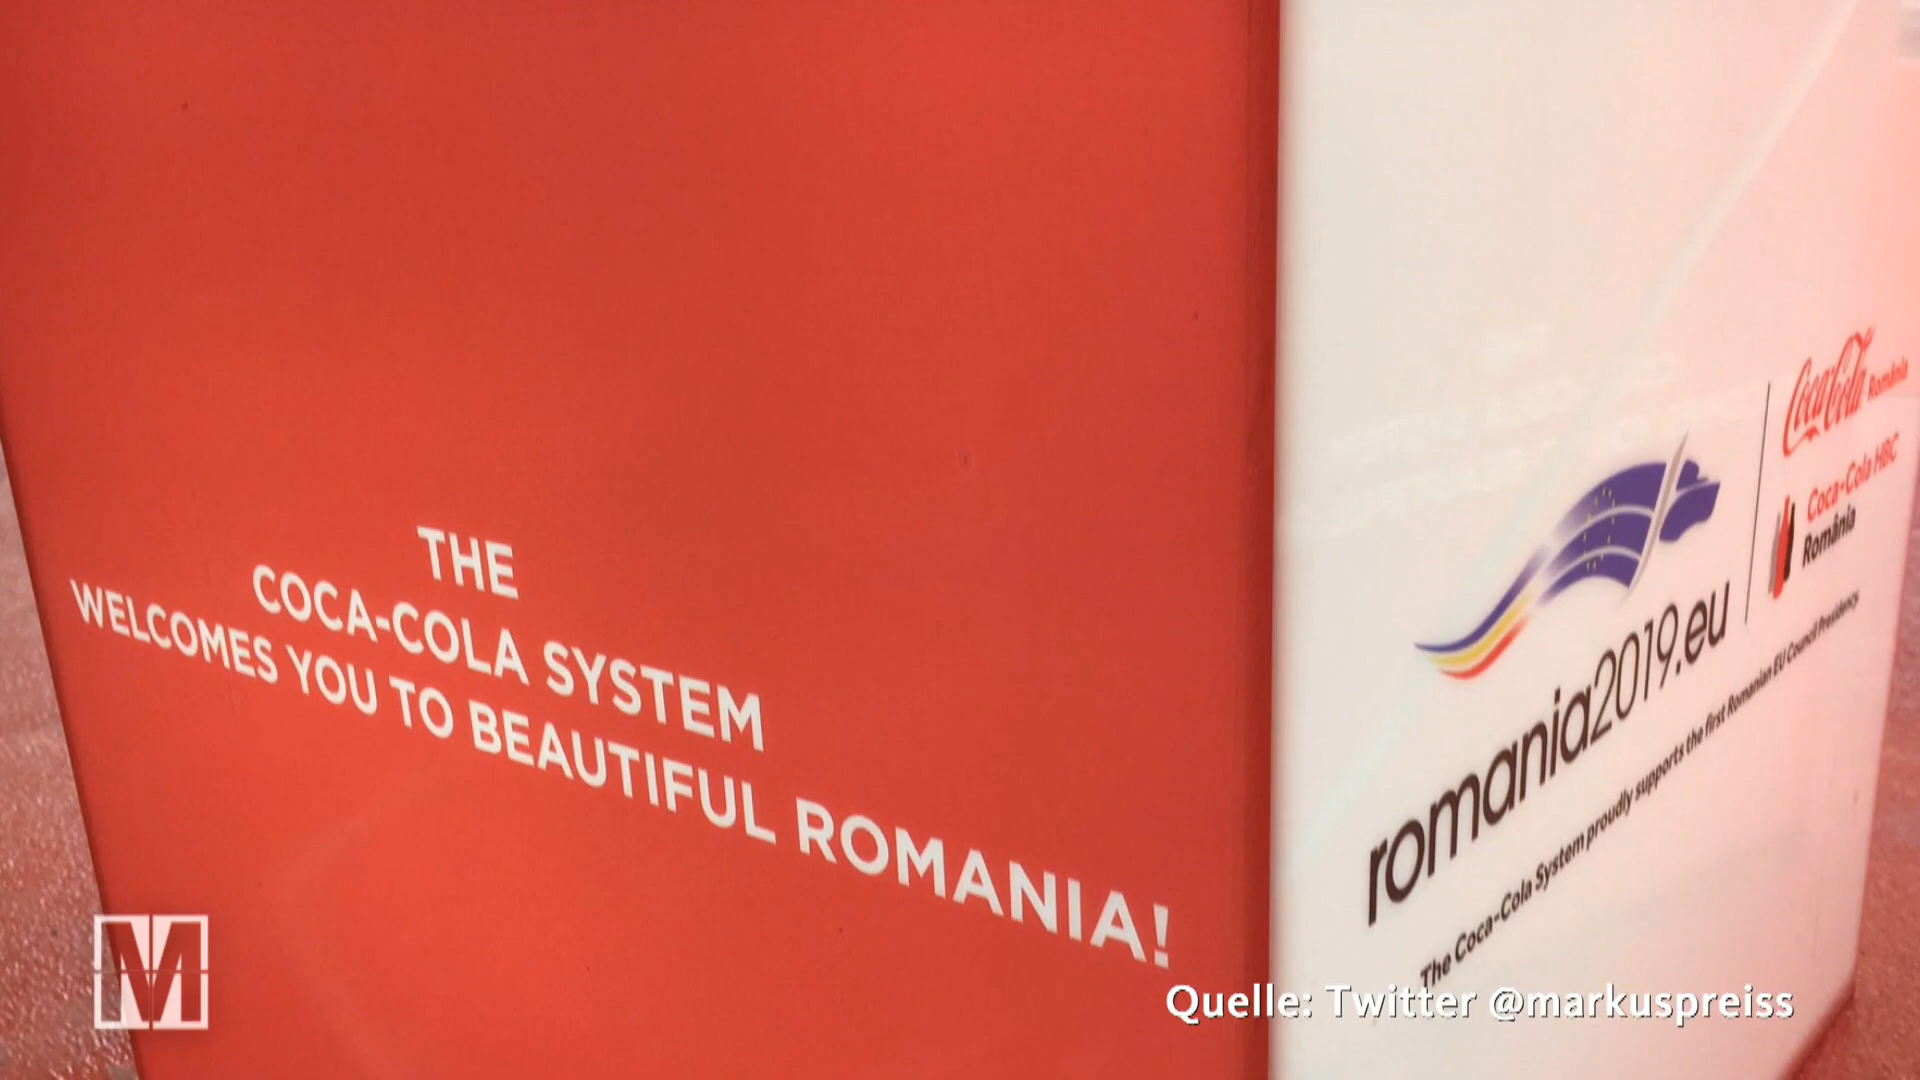 THE
COCA-COLA SYSTEM
WELCOMES YOU TO BEAUTIFUL ROMANIA!
Coca-Cola România
Coca-Cola HBC
România
romania2019.eu
The Coca-Cola System proudly supports the first Romanian EU Council Presidency.
M
Quelle: Twitter @markuspreiss